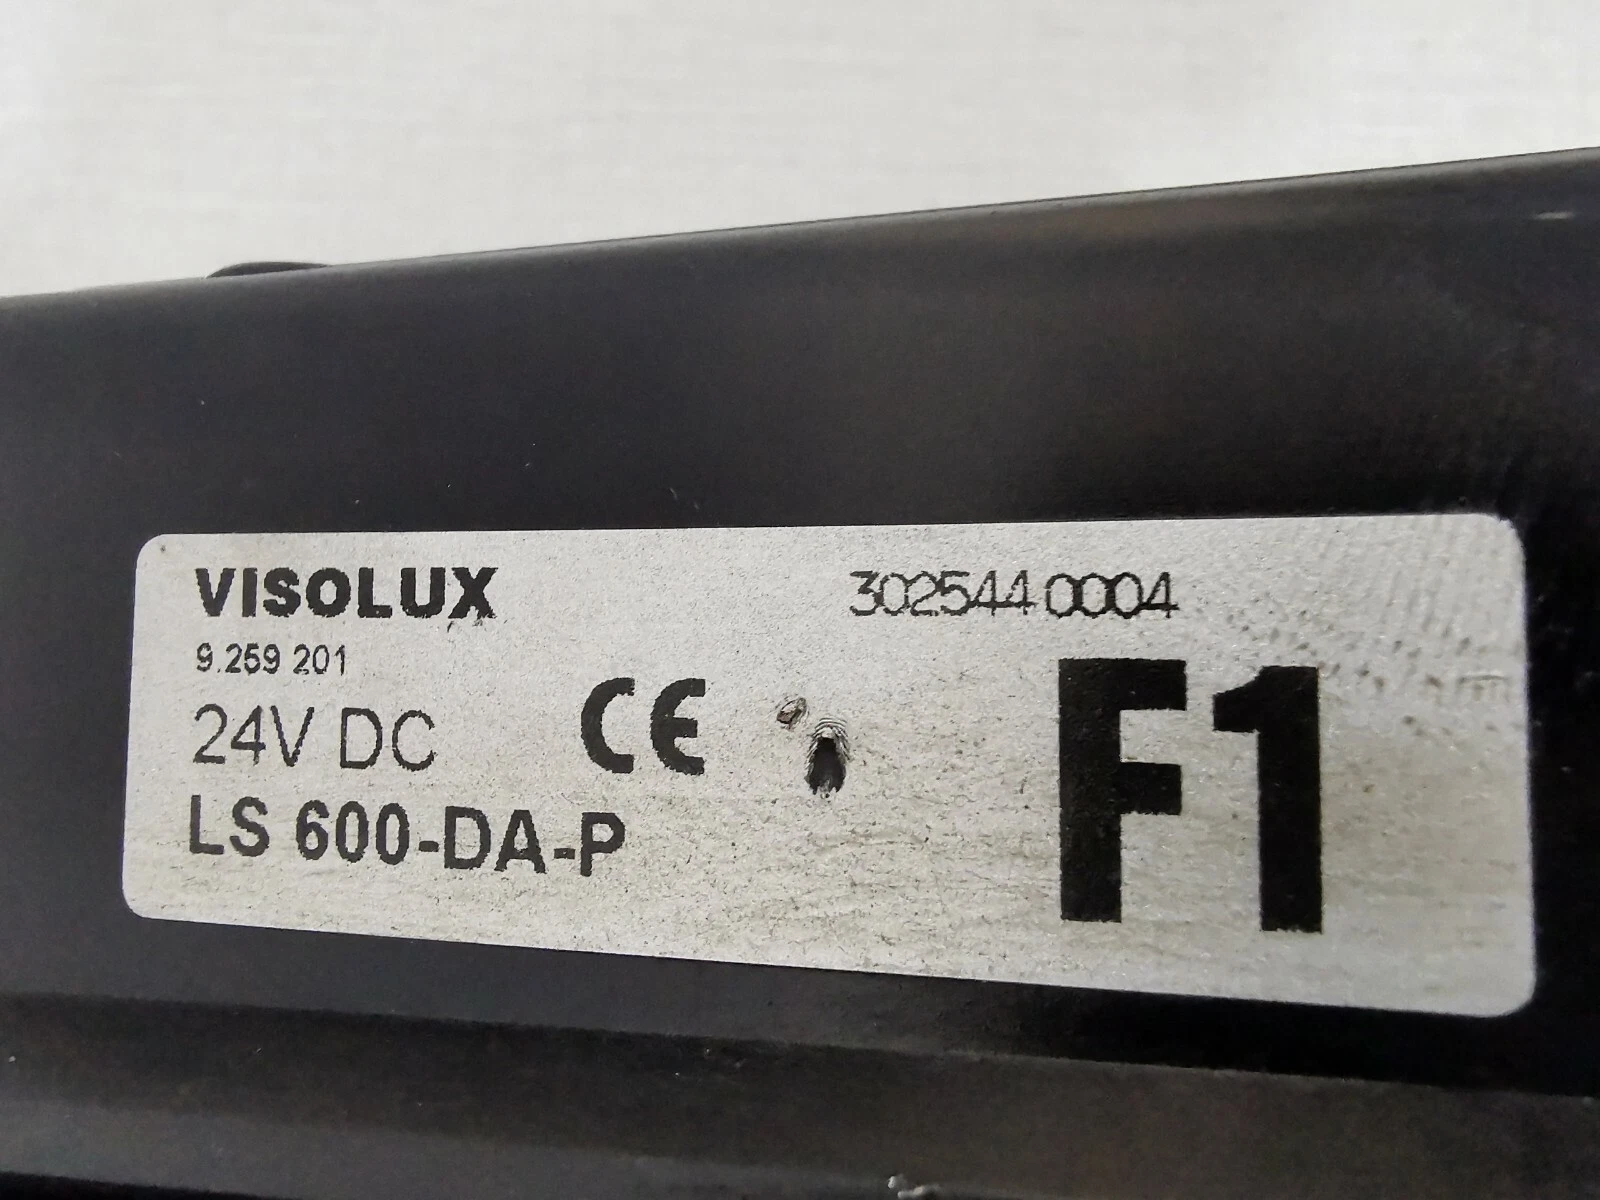 VISOLUX
302544 0004
9.259 201
24V DC
CE
F1
LS 600-DA-P